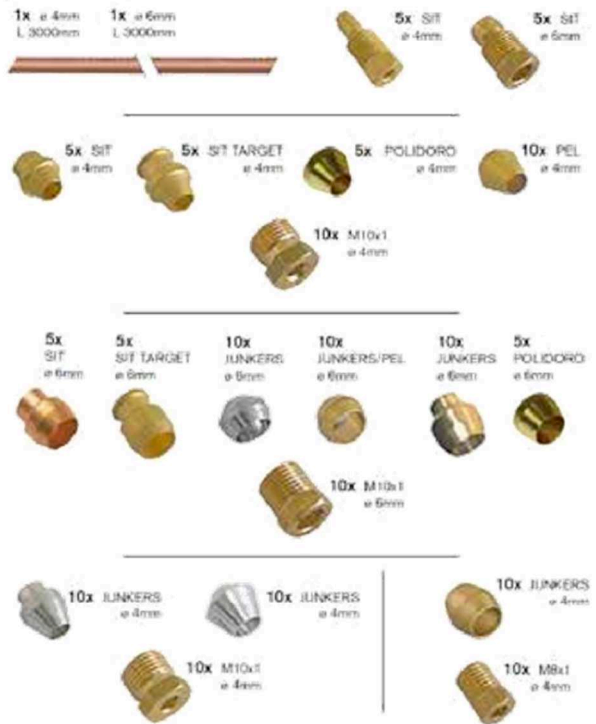 1x ø 4mm
L 3000mm
1x ø 6mm
L 3000mm
5x SIT
ø 4mm
5x SIT
ø 6mm
5x SIT
ø 4mm
5x SIT TARGET
ø 4mm
5x POLIDORO
ø 4mm
10x PEL
ø 4mm
10x M10x1
ø 4mm
5x
SIT
ø 6mm
5x
SIT TARGET
ø 6mm
10x
JUNKERS
ø 6mm
10x
JUNKERS/PEL
ø 6mm
10x
JUNKERS
ø 6mm
5x
POLIDORO
ø 6mm
10x M10x1
ø 6mm
10x JUNKERS
ø 4mm
10x JUNKERS
ø 4mm
10x JUNKERS
ø 4mm
10x M10x1
ø 4mm
10x M8x1
ø 4mm